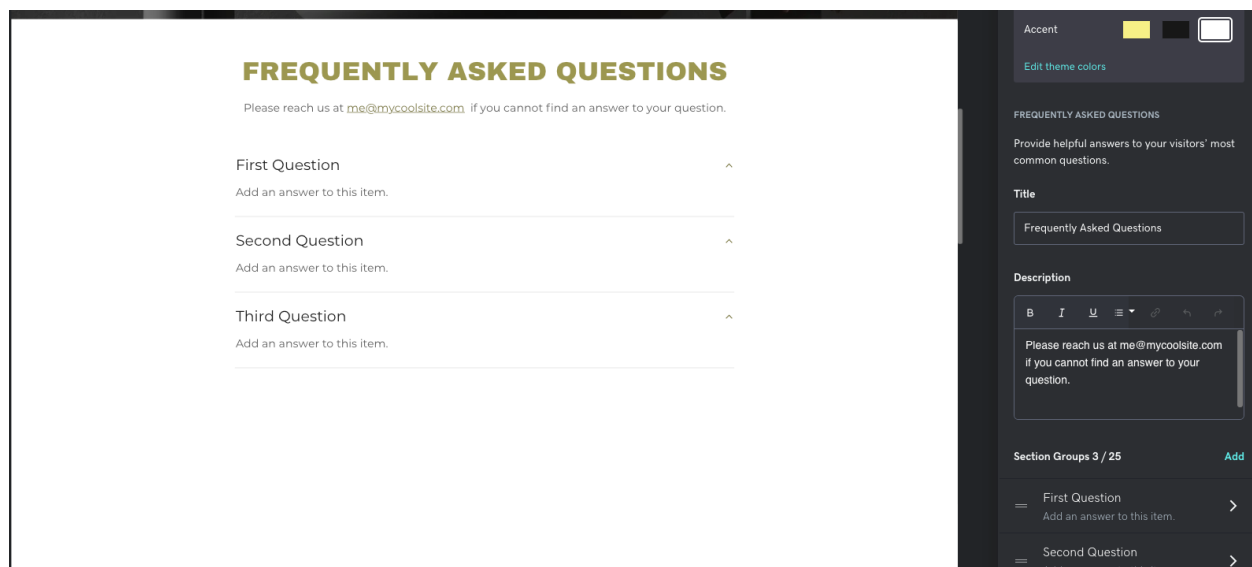 FREQUENTLY ASKED QUESTIONS
Please reach us at me@mycoolsite.com if you cannot find an answer to your question.
First Question
Add an answer to this item.
Second Question
Add an answer to this item.
Third Question
Add an answer to this item.
Accent
Edit theme colors
FREQUENTLY ASKED QUESTIONS
Provide helpful answers to your visitors' most
common questions.
Title
Frequently Asked Questions
Description
B I U
Please reach us at me@mycoolsite.com
if you cannot find an answer to your
question.
Section Groups 3 / 25 Add
First Question
Add an answer to this item.
Second Question